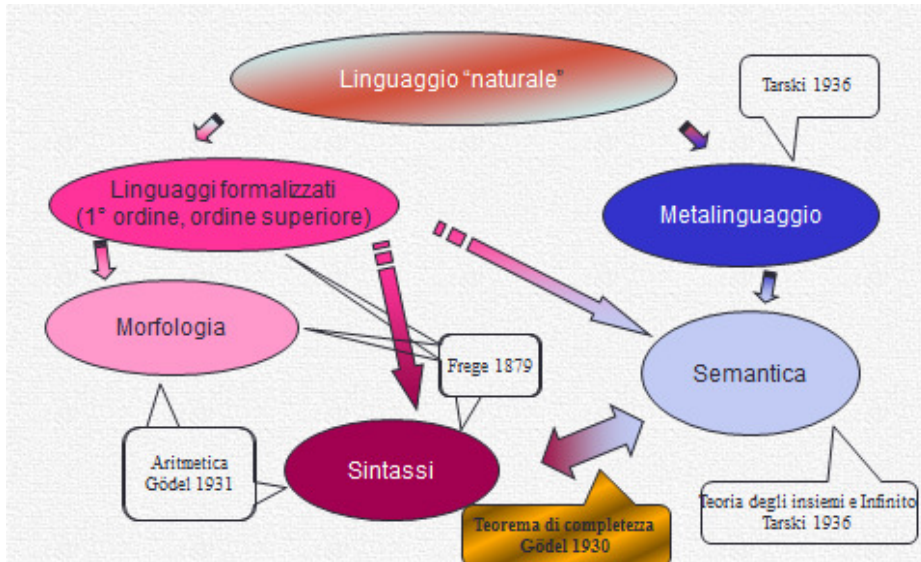 Linguaggio “naturale”
Tarski 1936
Linguaggi formalizzati
(1° ordine, ordine superiore)
Metalinguaggio
Morfologia
Frege 1879
Semantica
Aritmetica
Gödel 1931
Sintassi
Teorema di completezza
Gödel 1930
Teoria degli insiemi e Infinito
Tarski 1936